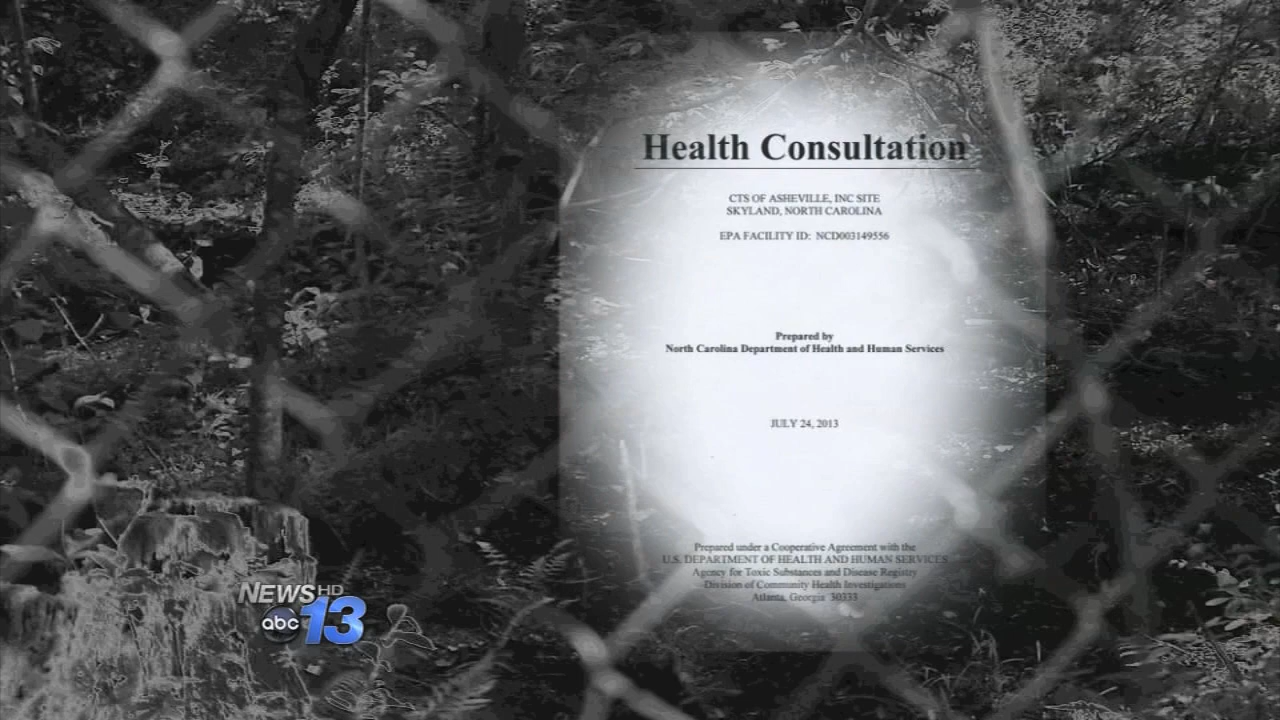 Health Consultation
CTS OF ASHEVILLE, INC SITE
SKYLAND, NORTH CAROLINA
EPA FACILITY ID: NCD003149556
Prepared by
North Carolina Department of Health and Human Services
JULY 24, 2013
Prepared under a Cooperative Agreement with the
U.S. DEPARTMENT OF HEALTH AND HUMAN SERVICES
Agency for Toxic Substances and Disease Registry
Division of Community Health Investigations
Atlanta, Georgia 30333
NEWS HD
abc 13